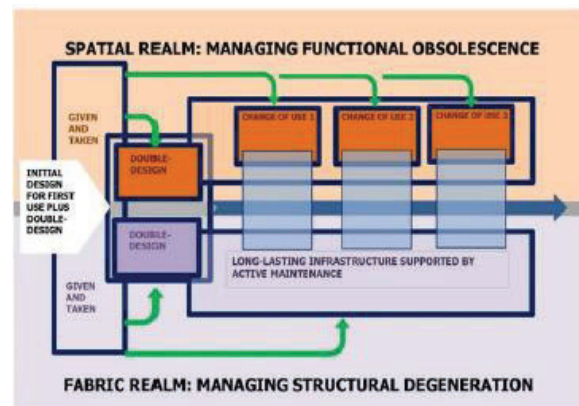 SPATIAL REALM: MANAGING FUNCTIONAL OBSOLESCENCE
GIVEN
AND
TAKEN
CHANGE OF USE 1
CHANGE OF USE 2
CHANGE OF USE 3
DOUBLE-
DESIGN
INITIAL
DESIGN
FOR FIRST
USE PLUS
DOUBLE-
DESIGN
DOUBLE-
DESIGN
LONG-LASTING INFRASTRUCTURE SUPPORTED BY
ACTIVE MAINTENANCE
GIVEN
AND
TAKEN
FABRIC REALM: MANAGING STRUCTURAL DEGENERATION